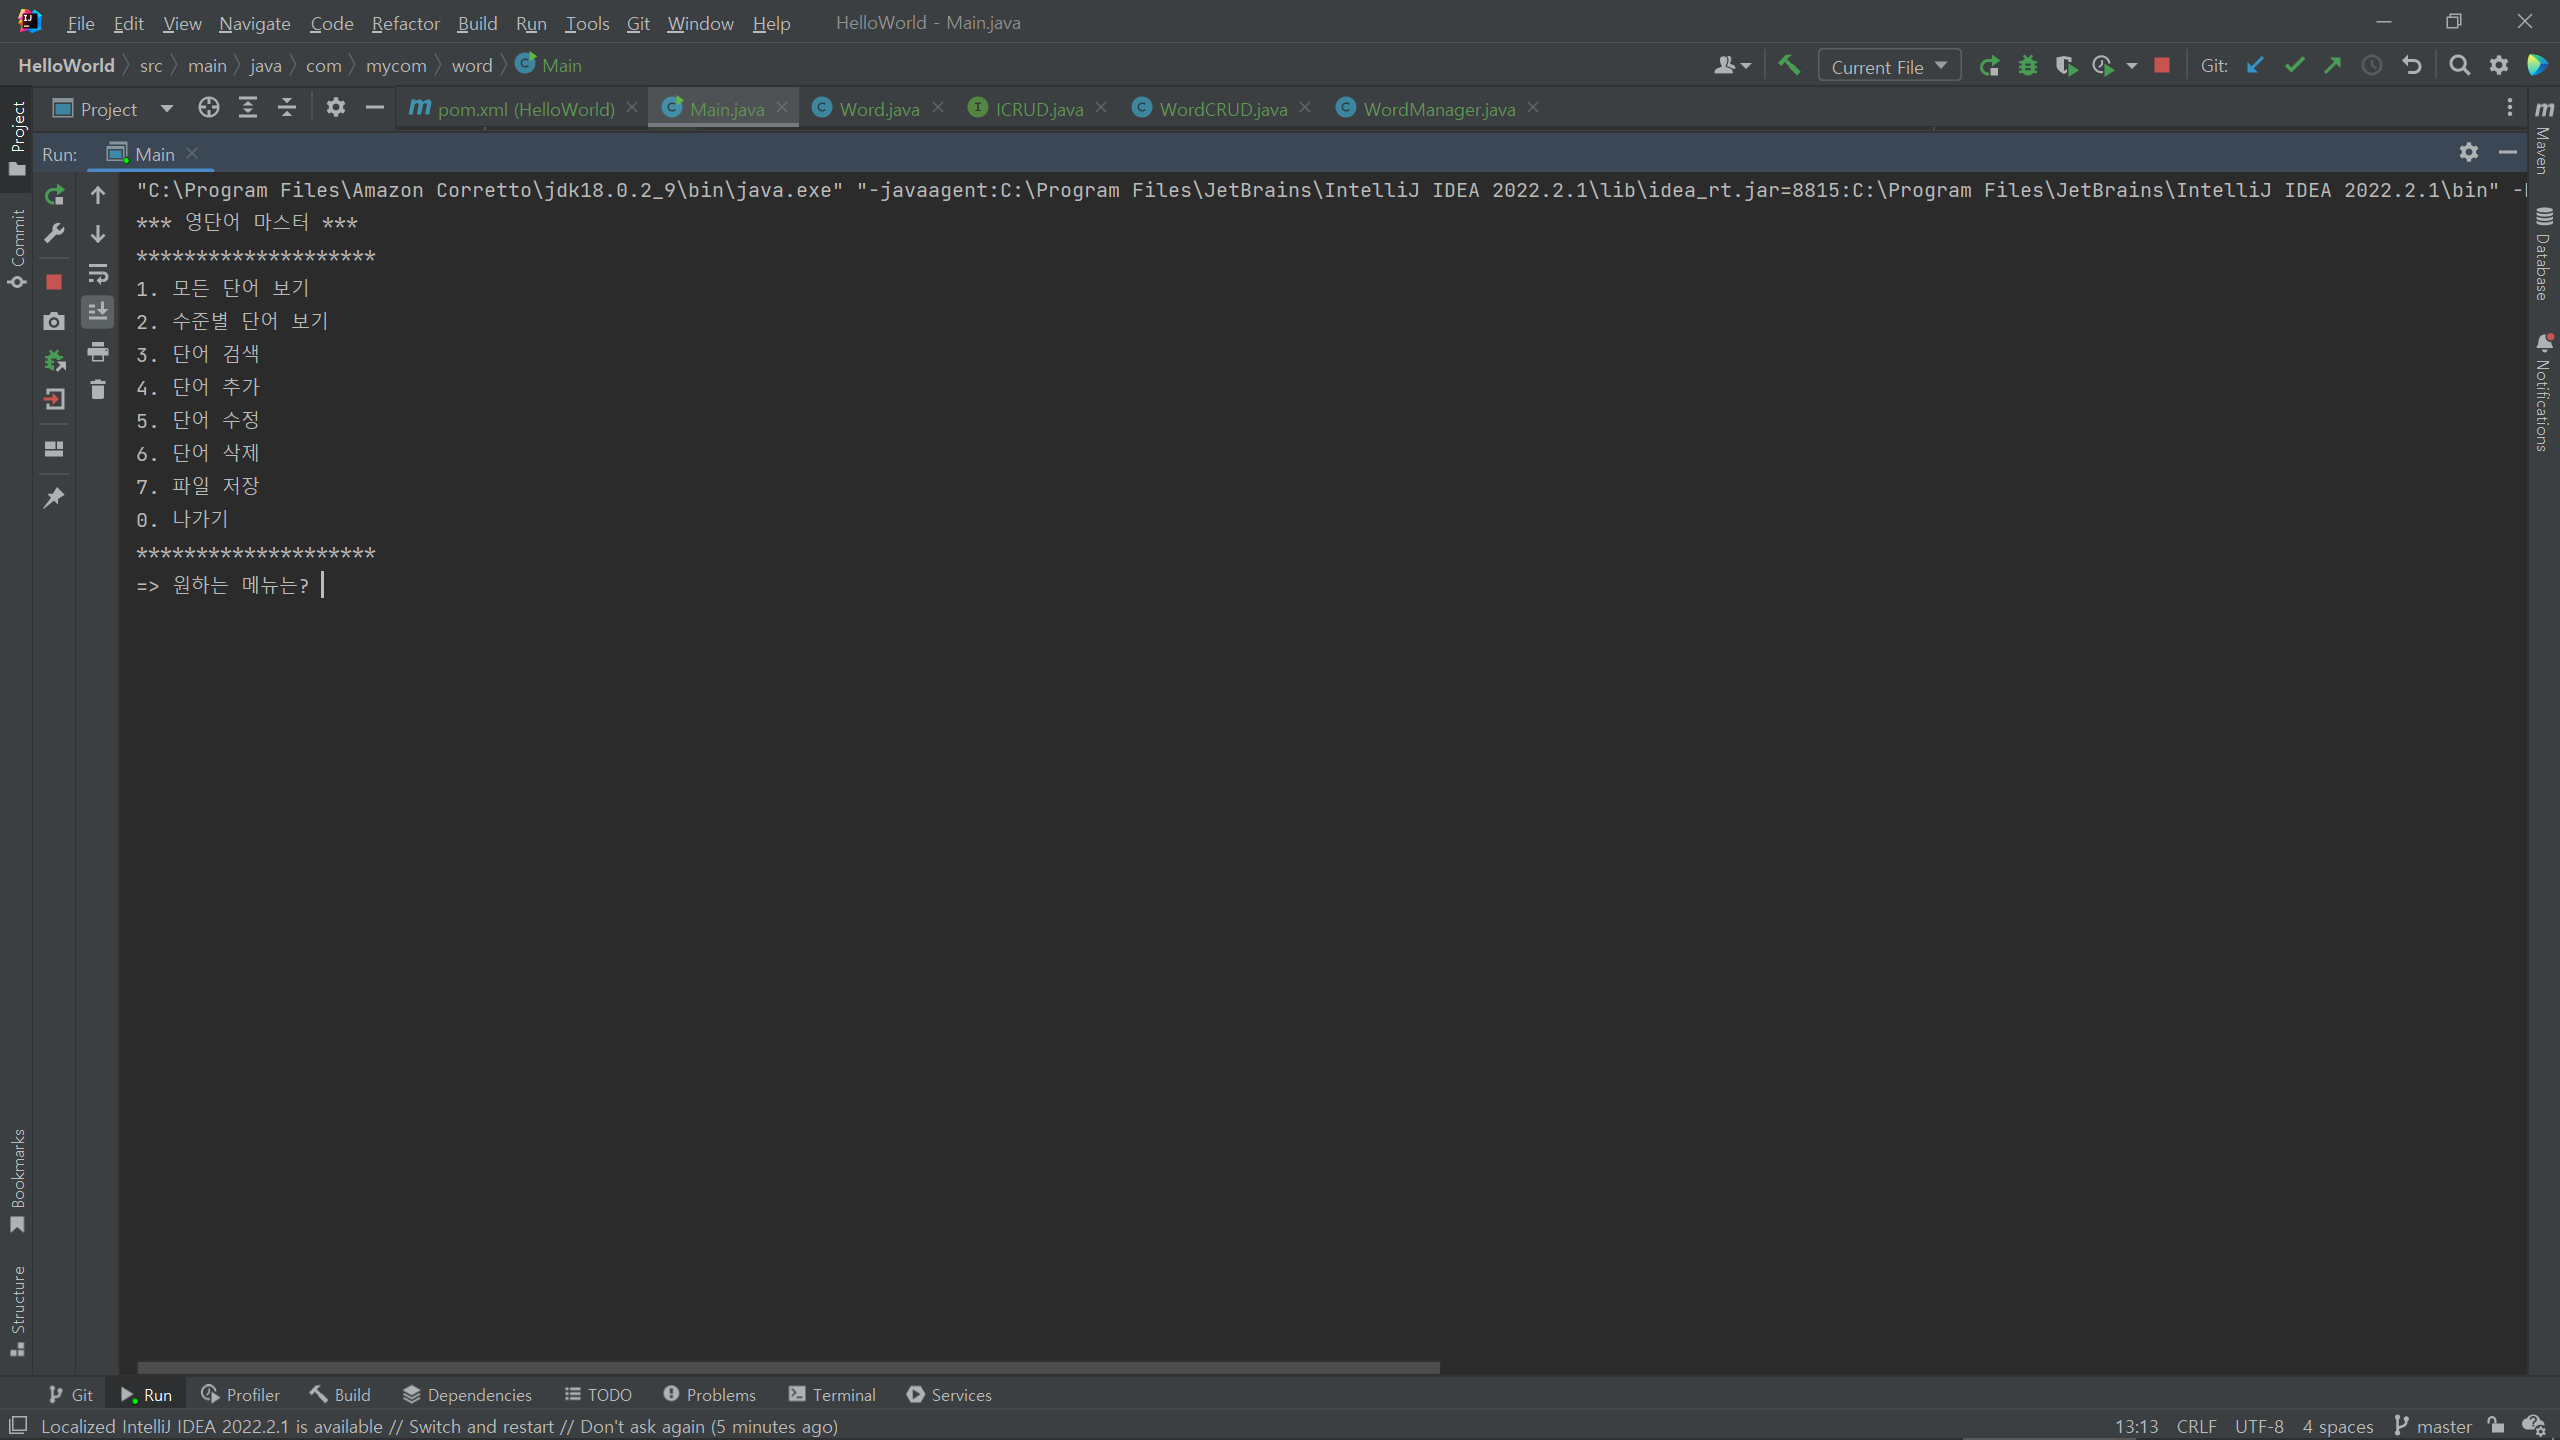 File Edit View Navigate Code Refactor Build Run Tools Git Window Help HelloWorld - Main.java
HelloWorld src main java com mycom word Main Current File Git:
Project pom.xml (HelloWorld) Main.java Word.java ICRUD.java WordCRUD.java WordManager.java
Run: Main
"C:\Program Files\Amazon Corretto\jdk18.0.2_9\bin\java.exe" "-javaagent:C:\Program Files\JetBrains\IntelliJ IDEA 2022.2.1\lib\idea_rt.jar=8815:C:\Program Files\JetBrains\IntelliJ IDEA 2022.2.1\bin"
*** 영단어 마스터 ***
********************
1. 모든 단어 보기
2. 수준별 단어 보기
3. 단어 검색
4. 단어 추가
5. 단어 수정
6. 단어 삭제
7. 파일 저장
0. 나가기
********************
=> 원하는 메뉴는?
Project
Commit
Bookmarks
Structure
Maven
Database
Notifications
Git Run Profiler Build Dependencies TODO Problems Terminal Services
Localized IntelliJ IDEA 2022.2.1 is available // Switch and restart // Don't ask again (5 minutes ago) 13:13 CRLF UTF-8 4 spaces master